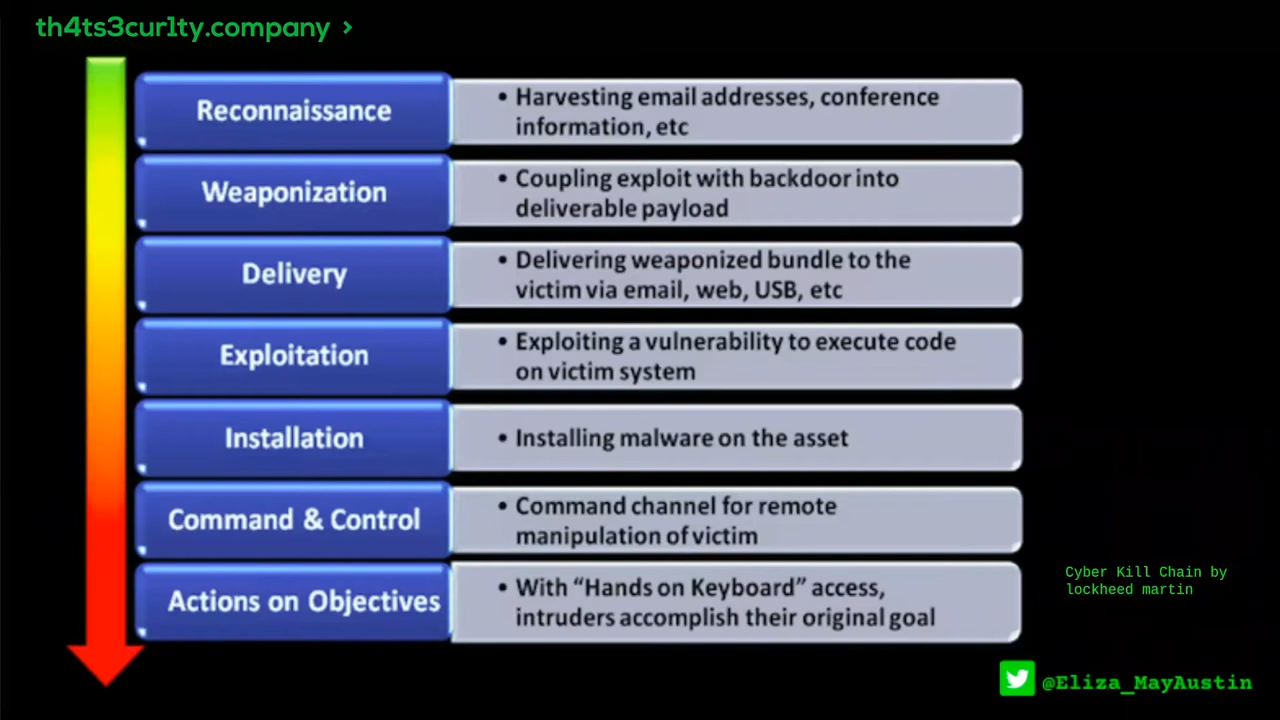 th4ts3cur1ty.company >
Reconnaissance
• Harvesting email addresses, conference
information, etc
Weaponization
• Coupling exploit with backdoor into
deliverable payload
Delivery
• Delivering weaponized bundle to the
victim via email, web, USB, etc
Exploitation
• Exploiting a vulnerability to execute code
on victim system
Installation
• Installing malware on the asset
Command & Control
• Command channel for remote
manipulation of victim
Actions on Objectives
• With “Hands on Keyboard” access,
intruders accomplish their original goal
Cyber Kill Chain by
lockheed martin
@Eliza_MayAustin